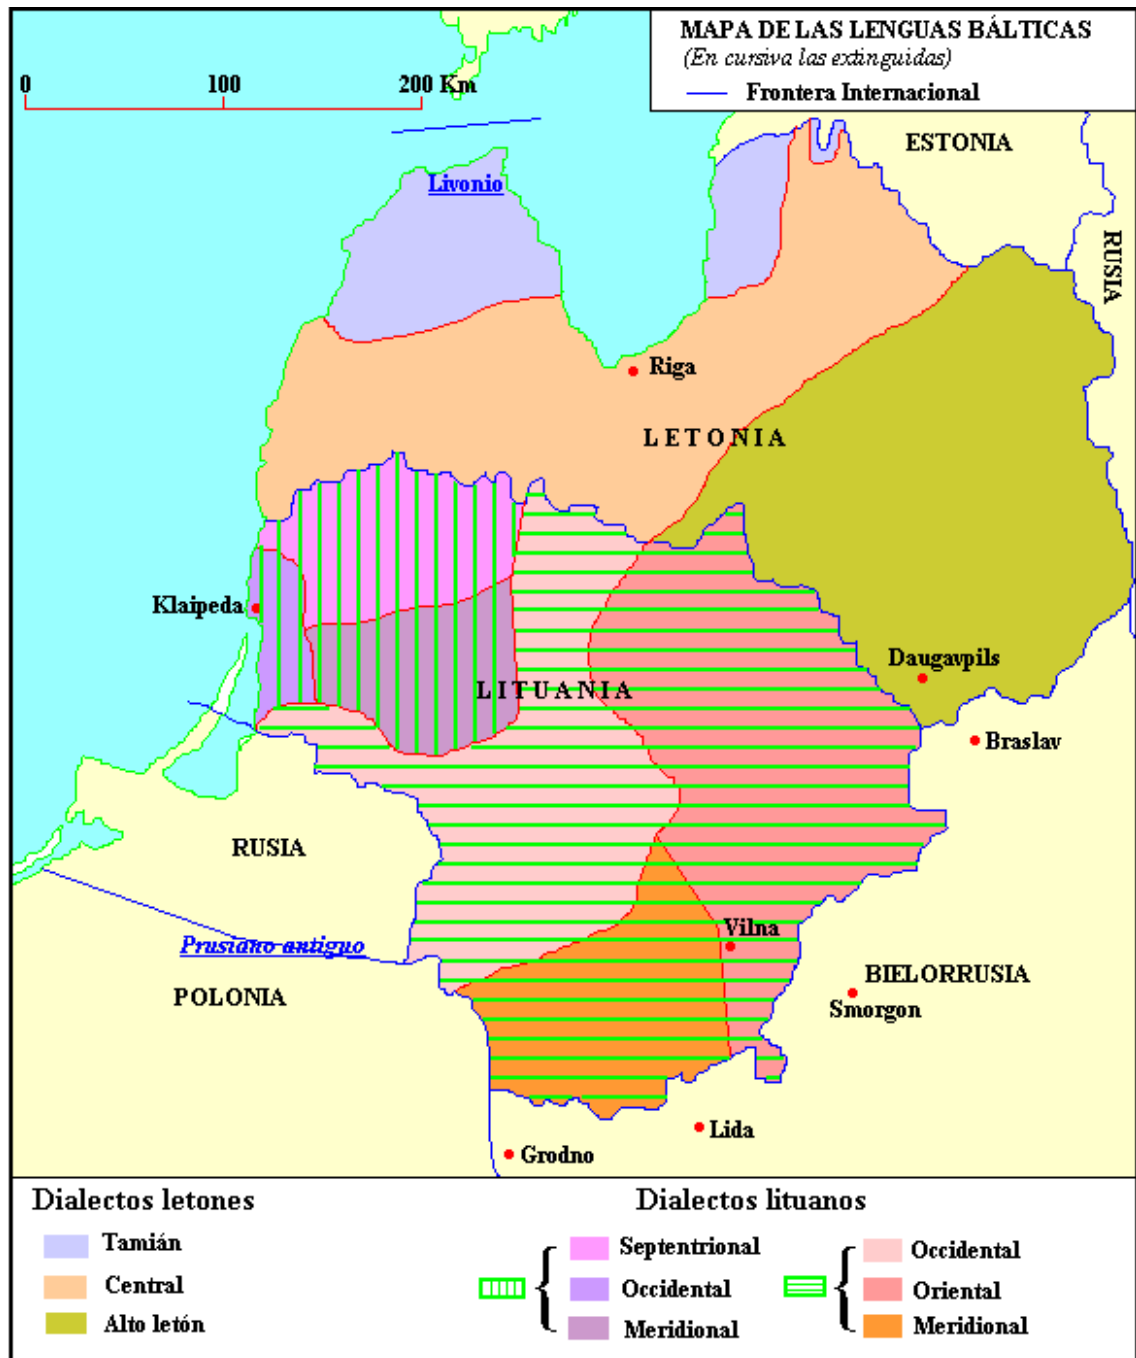 MAPA DE LAS LENGUAS BÁLTICAS
(En cursiva las extinguidas)
Frontera Internacional
0 100 200 Km
ESTONIA
Livonio
RUSIA
Riga
LETONIA
Klaipeda
Daugavpils
LITUANIA
Braslav
RUSIA
Vilna
Prusiano antiguo
BIELORRUSIA
POLONIA
Smorgon
Lida
Grodno
Dialectos letones
Tamián
Central
Alto letón
Dialectos lituanos
Septentrional
Occidental
Meridional
Occidental
Oriental
Meridional